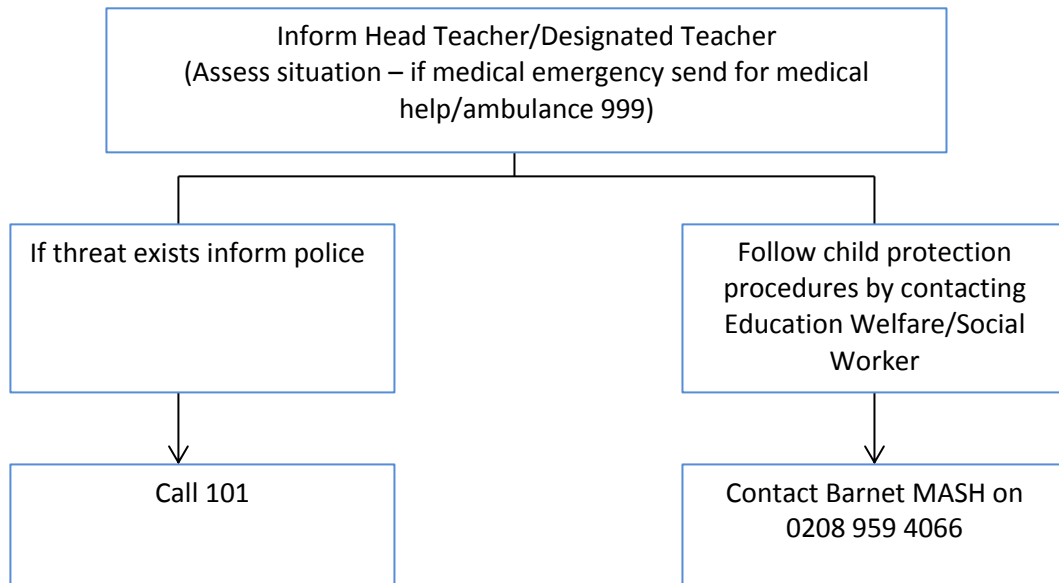 Inform Head Teacher/Designated Teacher
(Assess situation – if medical emergency send for medical
help/ambulance 999)
If threat exists inform police
Follow child protection
procedures by contacting
Education Welfare/Social
Worker
Call 101
Contact Barnet MASH on
0208 959 4066